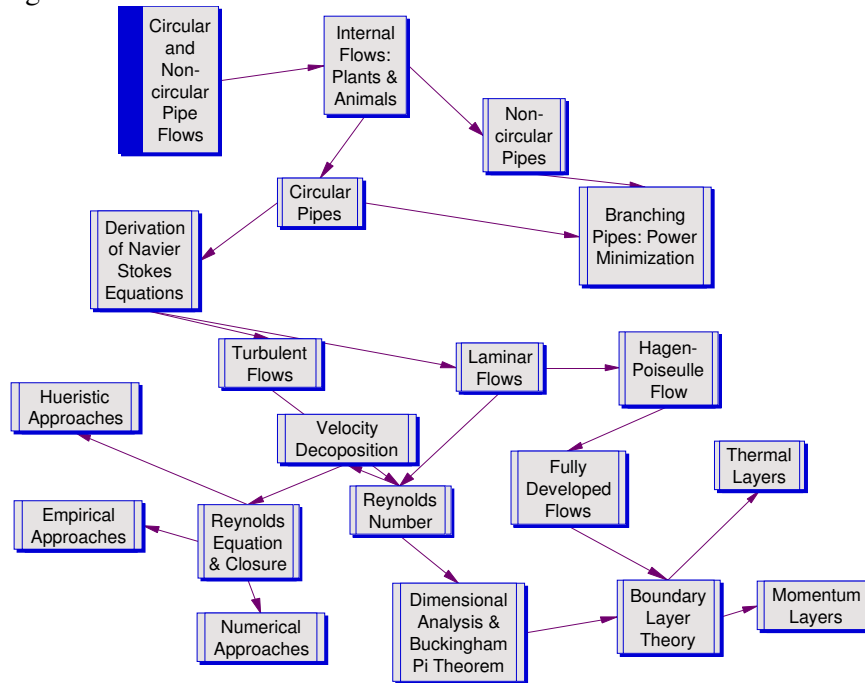 Circular
and
Non-
circular
Pipe
Flows
Internal
Flows:
Plants &
Animals
Non-
circular
Pipes
Circular
Pipes
Branching
Pipes: Power
Minimization
Derivation
of Navier
Stokes
Equations
Turbulent
Flows
Laminar
Flows
Hagen-
Poiseulle
Flow
Hueristic
Approaches
Velocity
Decoposition
Fully
Developed
Flows
Thermal
Layers
Empirical
Approaches
Reynolds
Equation
& Closure
Reynolds
Number
Numerical
Approaches
Dimensional
Analysis &
Buckingham
Pi Theorem
Boundary
Layer
Theory
Momentum
Layers